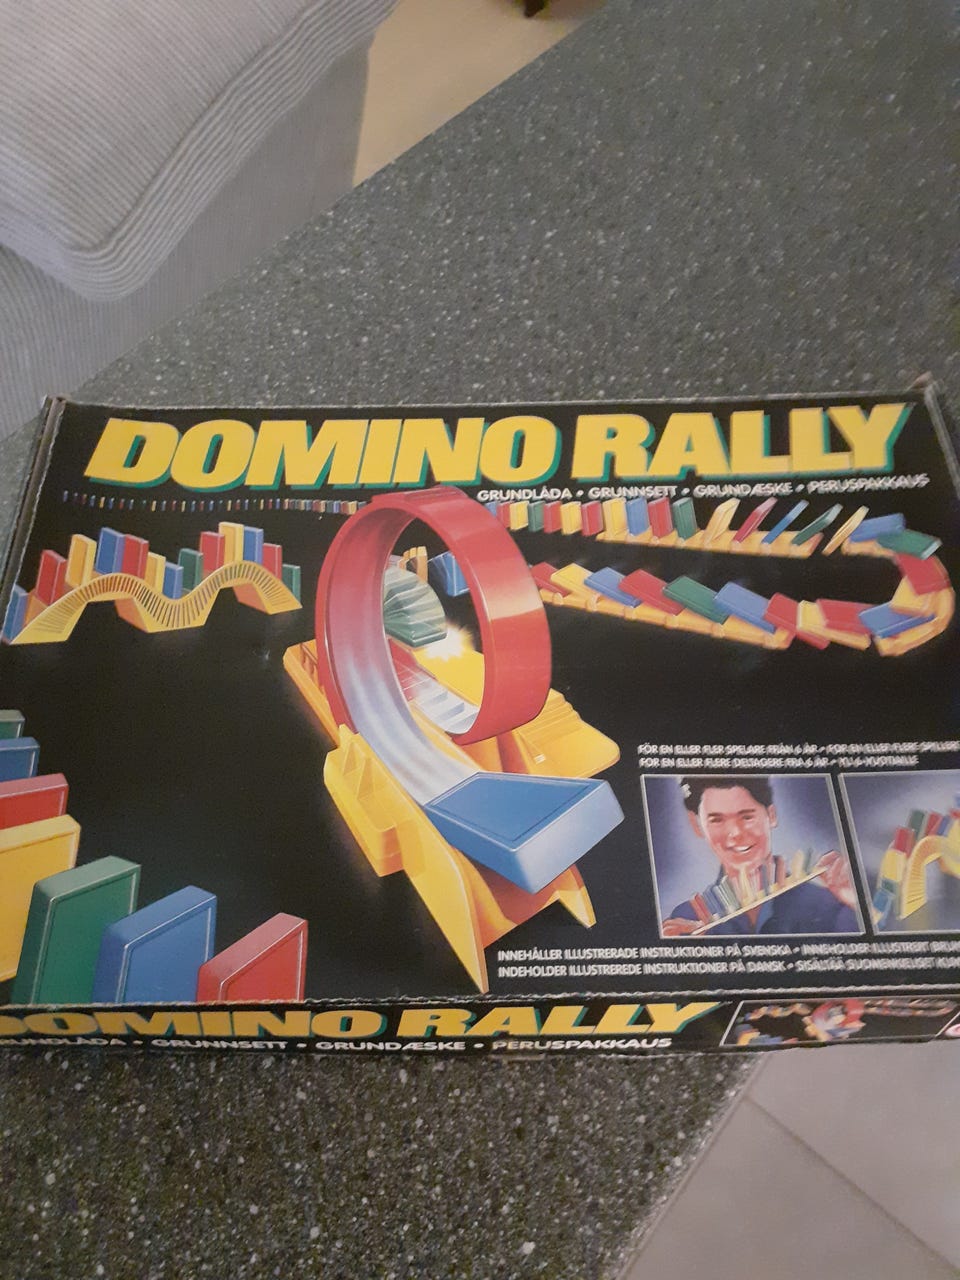 DOMINO RALLY
GRUNDLÅDA • GRUNNSETT • GRUNDÆSKE • PERUSPAKKAUS
FÖR EN ELLER FLER SPELARE FRÅN 6 ÅR • FOR EN ELLER FLERE SPILLERE
FOR EN ELLER FLERE DELTAGERE FRA 6 ÅR • YLI 6-VUOTIAILLE
INNEHÅLLER ILLUSTRERADE INSTRUKTIONER PÅ SVENSKA • INNEHOLDER ILLUSTRERT
INDEHOLDER ILLUSTREREDE INSTRUKTIONER PÅ DANSK • SISÄLTÄÄ SUOMENKIELISET
DOMINO RALLY
GRUNDLÅDA • GRUNNSETT • GRUNDÆSKE • PERUSPAKKAUS